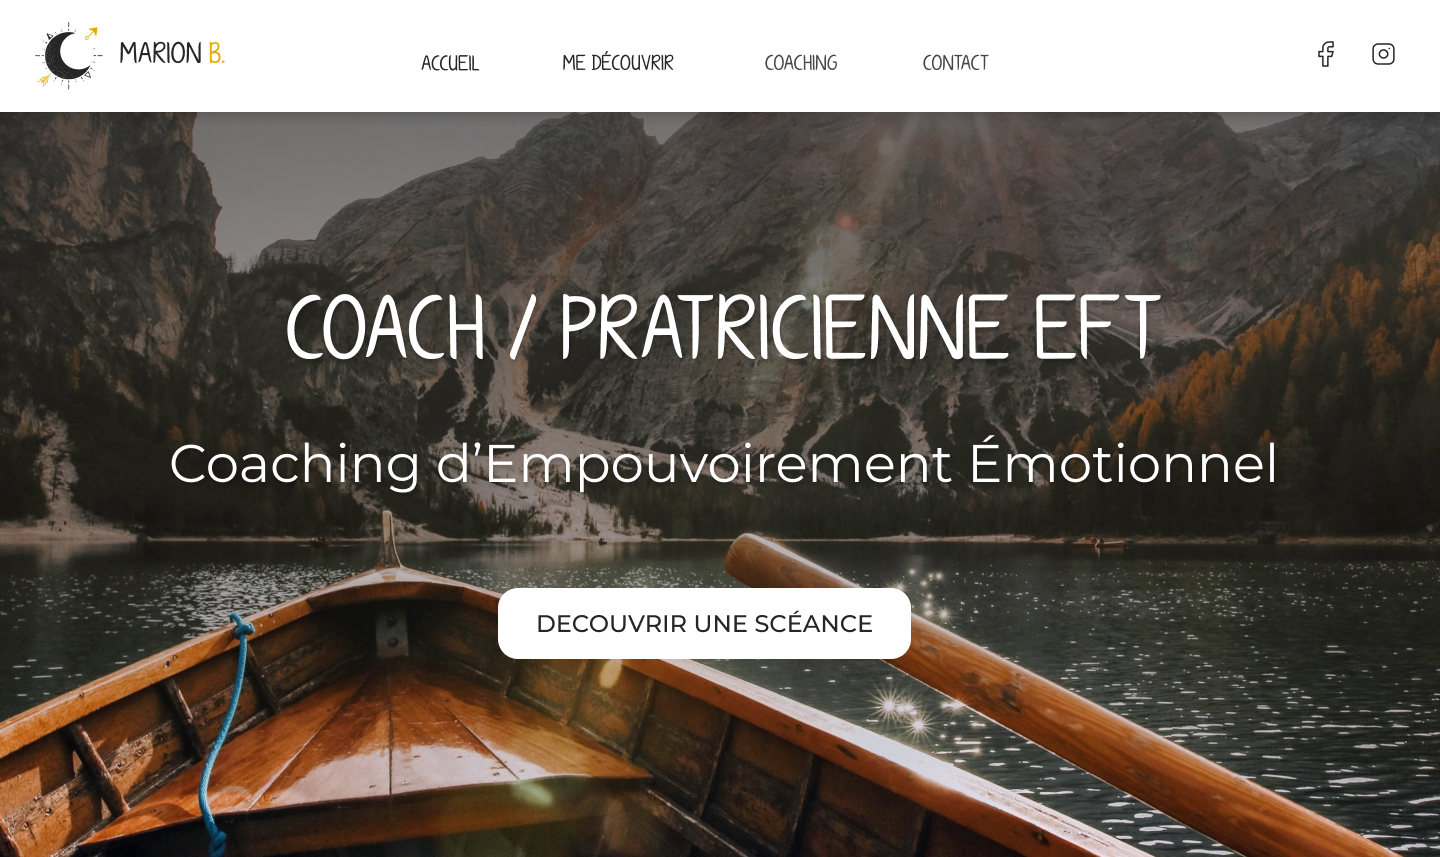 MARION B.
ACCUEIL ME DÉCOUVRIR COACHING CONTACT
COACH / PRATRICIENNE EFT
Coaching d’Empouvoirement Émotionnel
DECOUVRIR UNE SCÉANCE